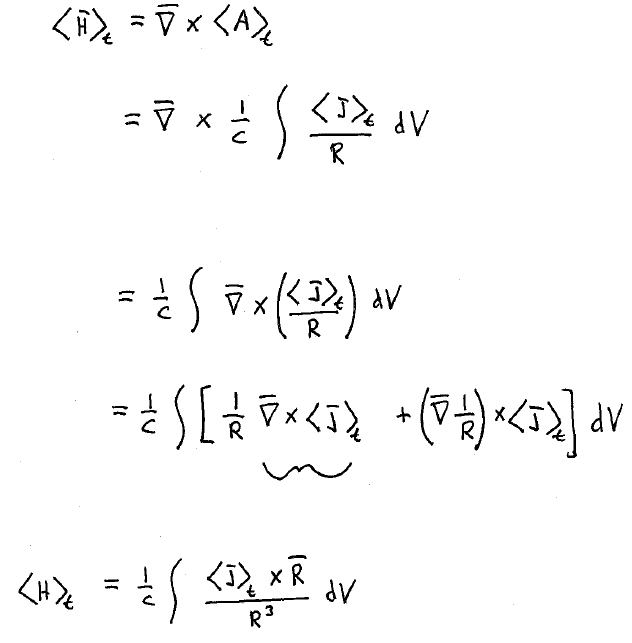 ⟨H̄⟩ₜ = ∇̄ × ⟨A⟩ₜ
= ∇̄ × 1/c ∫ ⟨J̄⟩ₜ/R dV
= 1/c ∫ ∇̄ × (⟨J̄⟩ₜ/R) dV
= 1/c ∫ [1/R ∇̄ × ⟨J̄⟩ₜ + (∇̄ 1/R) × ⟨J̄⟩ₜ] dV
⟨H⟩ₜ = 1/c ∫ ⟨J̄⟩ₜ × R̄/R³ dV